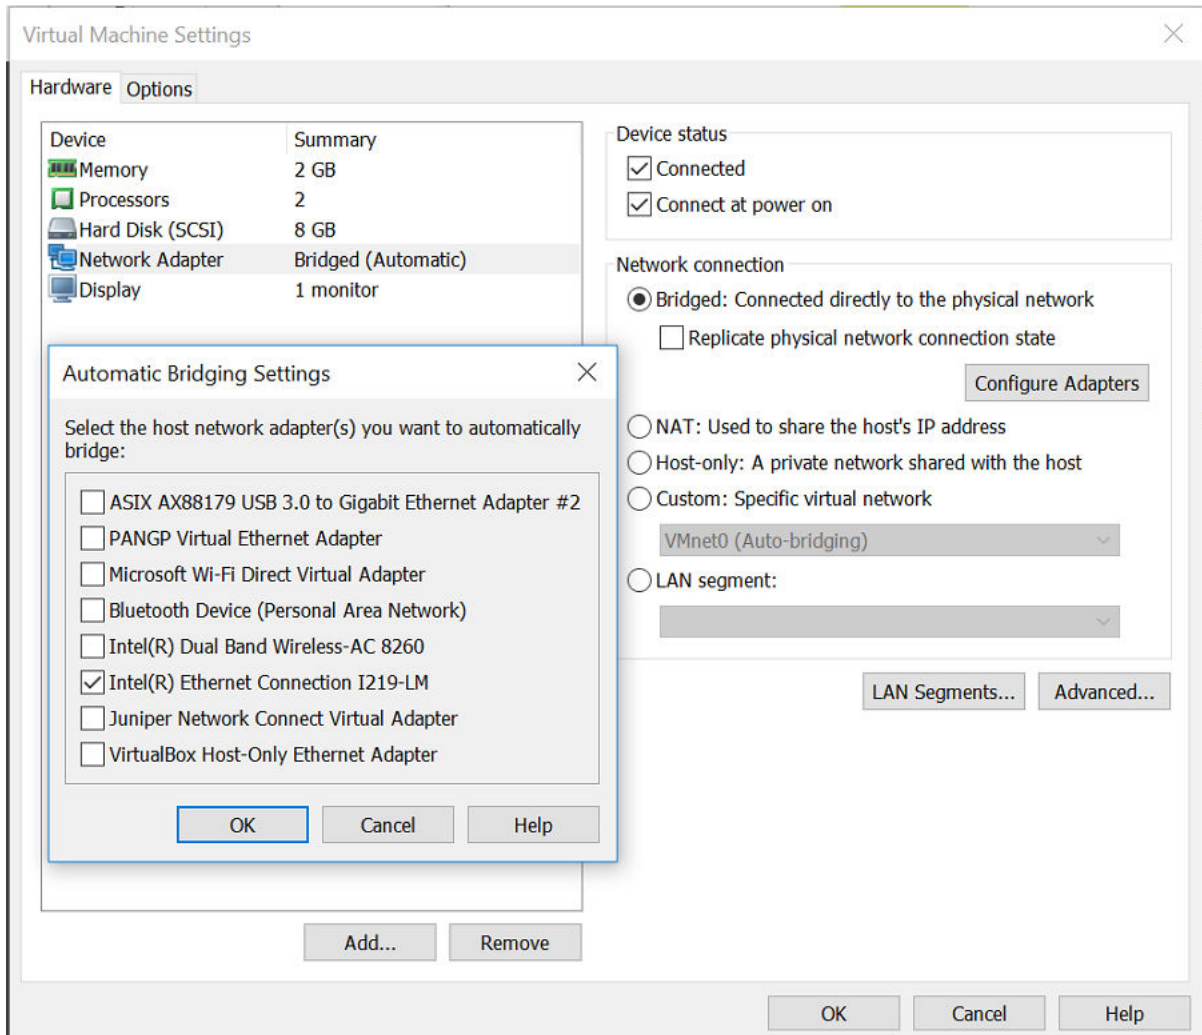 Virtual Machine Settings
Hardware
Options
Device Summary
Memory 2 GB
Processors 2
Hard Disk (SCSI) 8 GB
Network Adapter Bridged (Automatic)
Display 1 monitor
Automatic Bridging Settings
Select the host network adapter(s) you want to automatically
bridge:
ASIX AX88179 USB 3.0 to Gigabit Ethernet Adapter #2
PANGP Virtual Ethernet Adapter
Microsoft Wi-Fi Direct Virtual Adapter
Bluetooth Device (Personal Area Network)
Intel(R) Dual Band Wireless-AC 8260
Intel(R) Ethernet Connection I219-LM
Juniper Network Connect Virtual Adapter
VirtualBox Host-Only Ethernet Adapter
OK Cancel Help
Add... Remove
Device status
Connected
Connect at power on
Network connection
Bridged: Connected directly to the physical network
Replicate physical network connection state
Configure Adapters
NAT: Used to share the host's IP address
Host-only: A private network shared with the host
Custom: Specific virtual network
VMnet0 (Auto-bridging)
LAN segment:
LAN Segments... Advanced...
OK Cancel Help